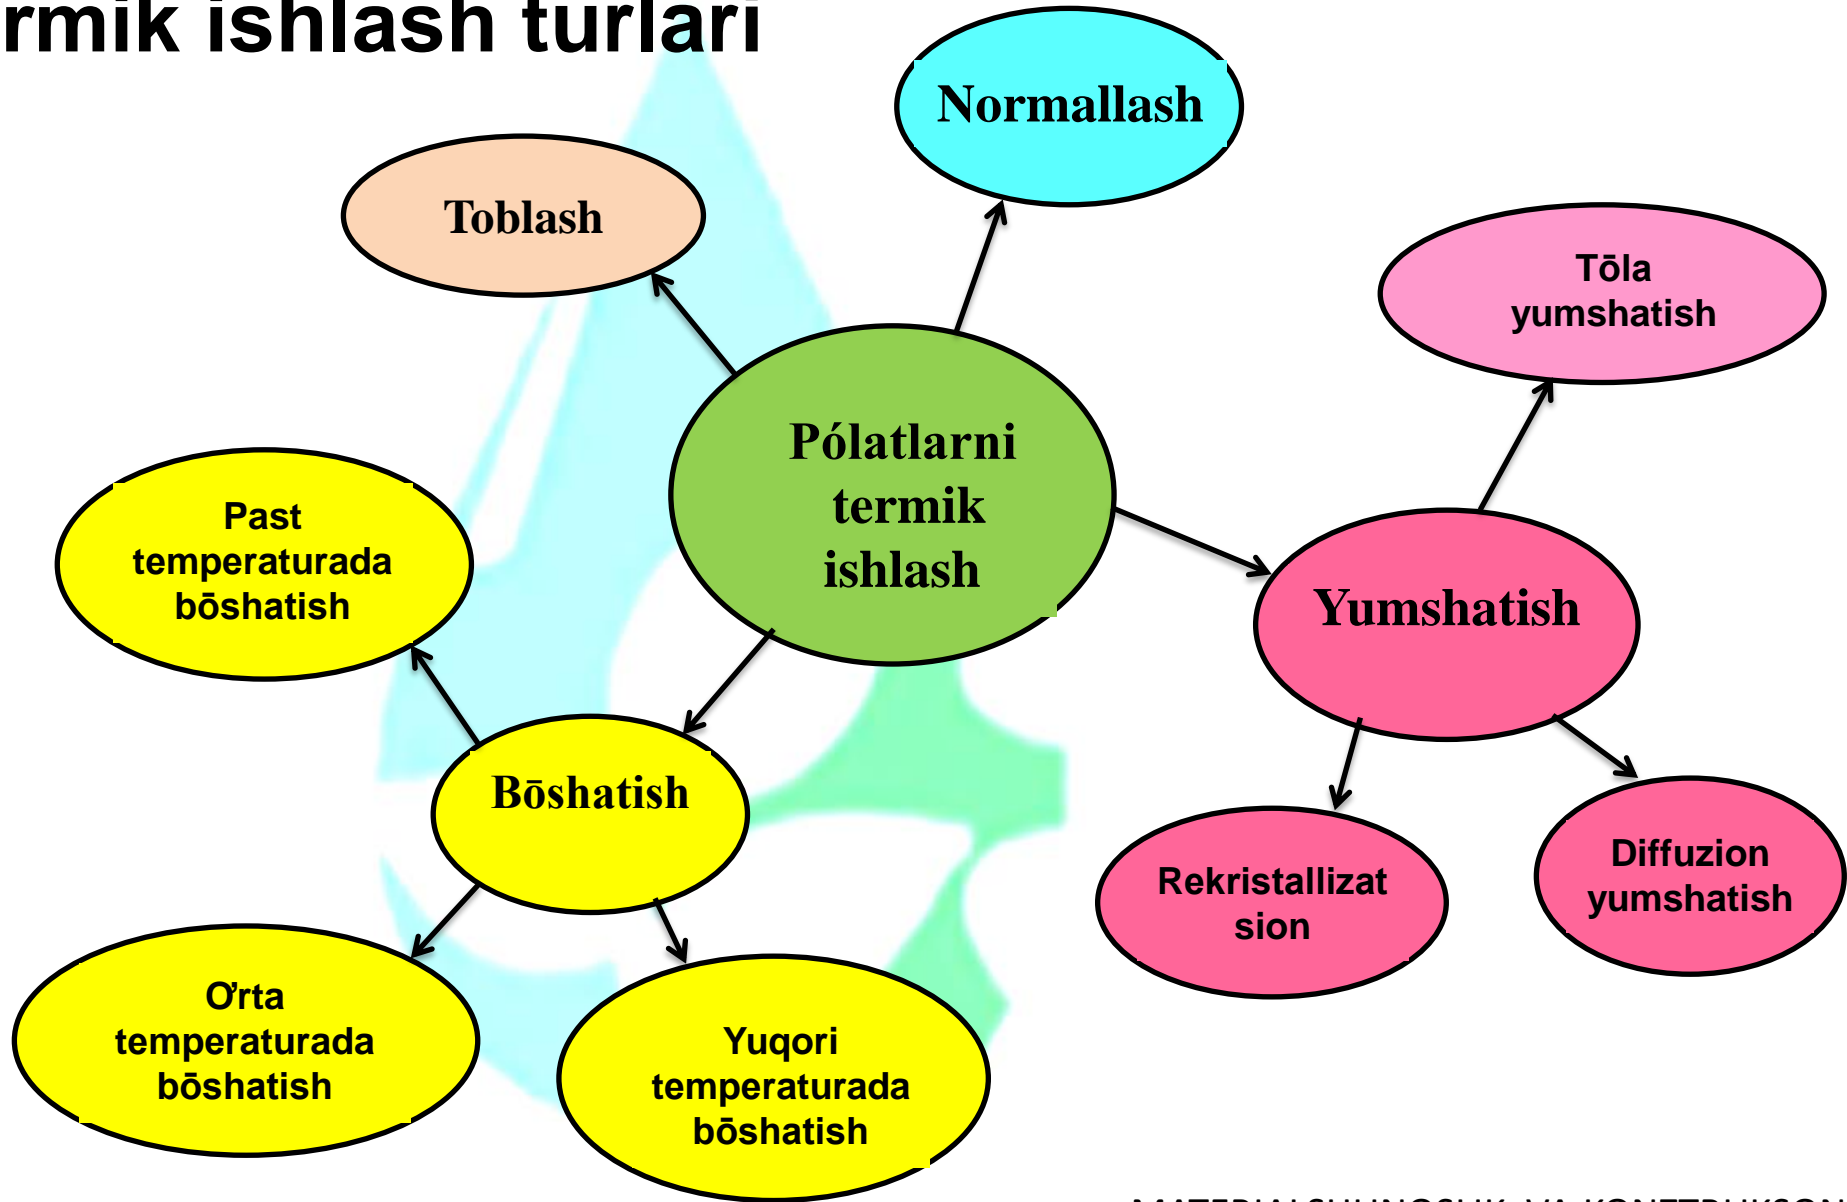 rmik ishlash turlari
Normallash
Toblash
Tōla
yumshatish
Pólatlarni
termik
ishlash
Past
temperaturada
bōshatish
Yumshatish
Bōshatish
Rekristallizat
sion
Diffuzion
yumshatish
Oʻrta
temperaturada
bōshatish
Yuqori
temperaturada
bōshatish